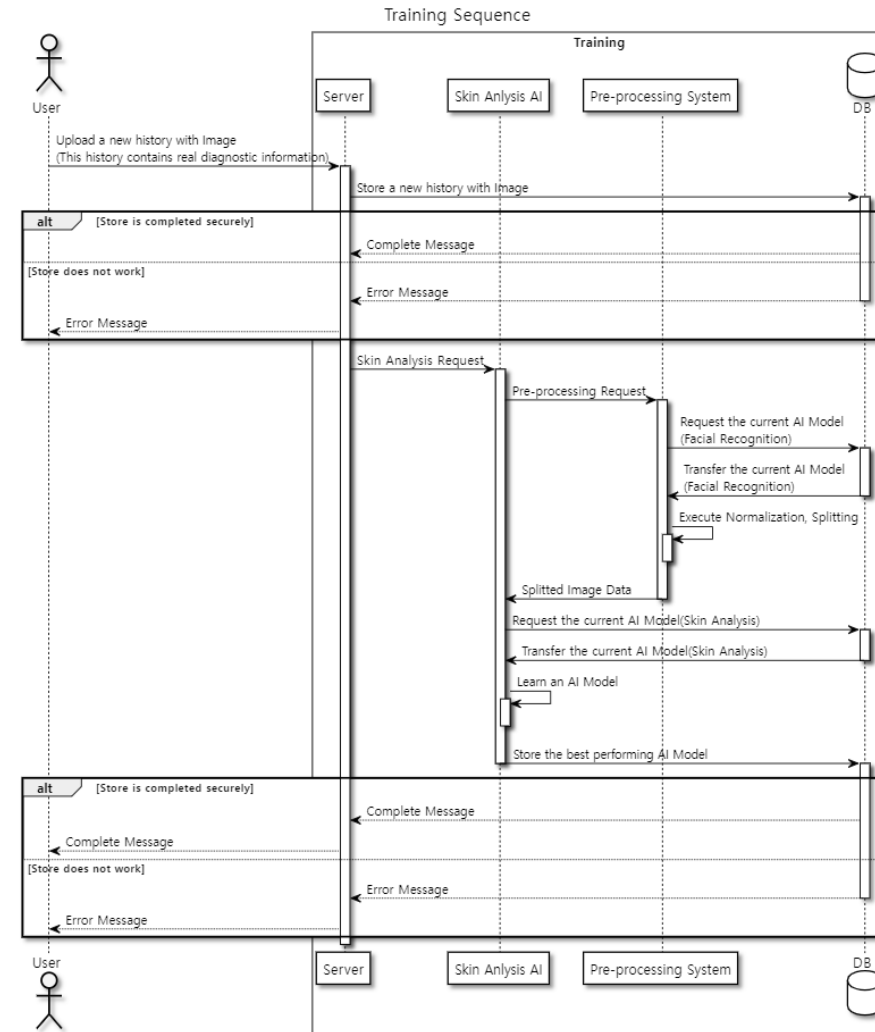 Training Sequence
Training
User
Server
Skin Anlysis AI
Pre-processing System
DB
Upload a new history with Image
(This history contains real diagnostic information)
Store a new history with Image
alt
[Store is completed securely]
Complete Message
[Store does not work]
Error Message
Error Message
Skin Analysis Request
Pre-processing Request
Request the current AI Model
(Facial Recognition)
Transfer the current AI Model
(Facial Recognition)
Execute Normalization, Splitting
Splitted Image Data
Request the current AI Model(Skin Analysis)
Transfer the current AI Model(Skin Analysis)
Learn an AI Model
Store the best performing AI Model
alt
[Store is completed securely]
Complete Message
Complete Message
[Store does not work]
Error Message
Error Message
User
Server
Skin Anlysis AI
Pre-processing System
DB